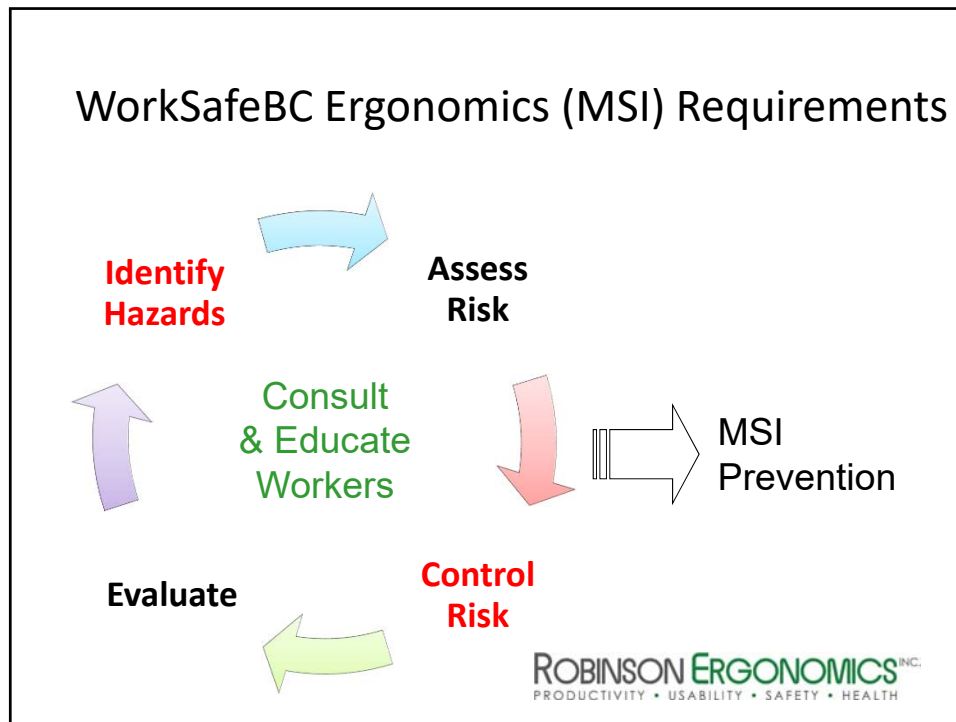 WorkSafeBC Ergonomics (MSI) Requirements
Identify
Hazards
Assess
Risk
Consult
& Educate
Workers
MSI
Prevention
Control
Risk
Evaluate
ROBINSON ERGONOMICS INC.
PRODUCTIVITY • USABILITY • SAFETY • HEALTH